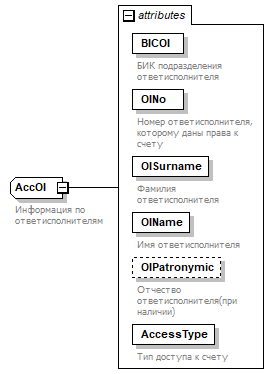 attributes
BICOI
БИК подразделения
ответисполнителя
OINo
Номер ответисполнителя,
которому даны права к
счету
OISurname
Фамилия
ответисполнителя
AccOI
Информация по
ответисполнителям
OIName
Имя ответисполнителя
OIPatronymic
Отчество
ответисполнителя(при
наличии)
AccessType
Тип доступа к счету